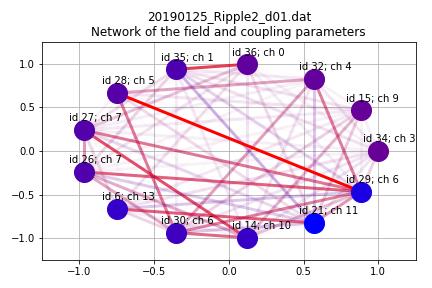 20190125_Ripple2_d01.dat
Network of the field and coupling parameters
id 36; ch 0
id 35; ch 1
id 32; ch 4
1.0
id 28; ch 5
id 15; ch 9
0.5
id 27; ch 7
id 34; ch 3
0.0
id 26; ch 7
id 29; ch 6
−0.5
id 6; ch 13
id 21; ch 11
id 30; ch 6
id 14; ch 10
−1.0
−1.0 −0.5 0.0 0.5 1.0